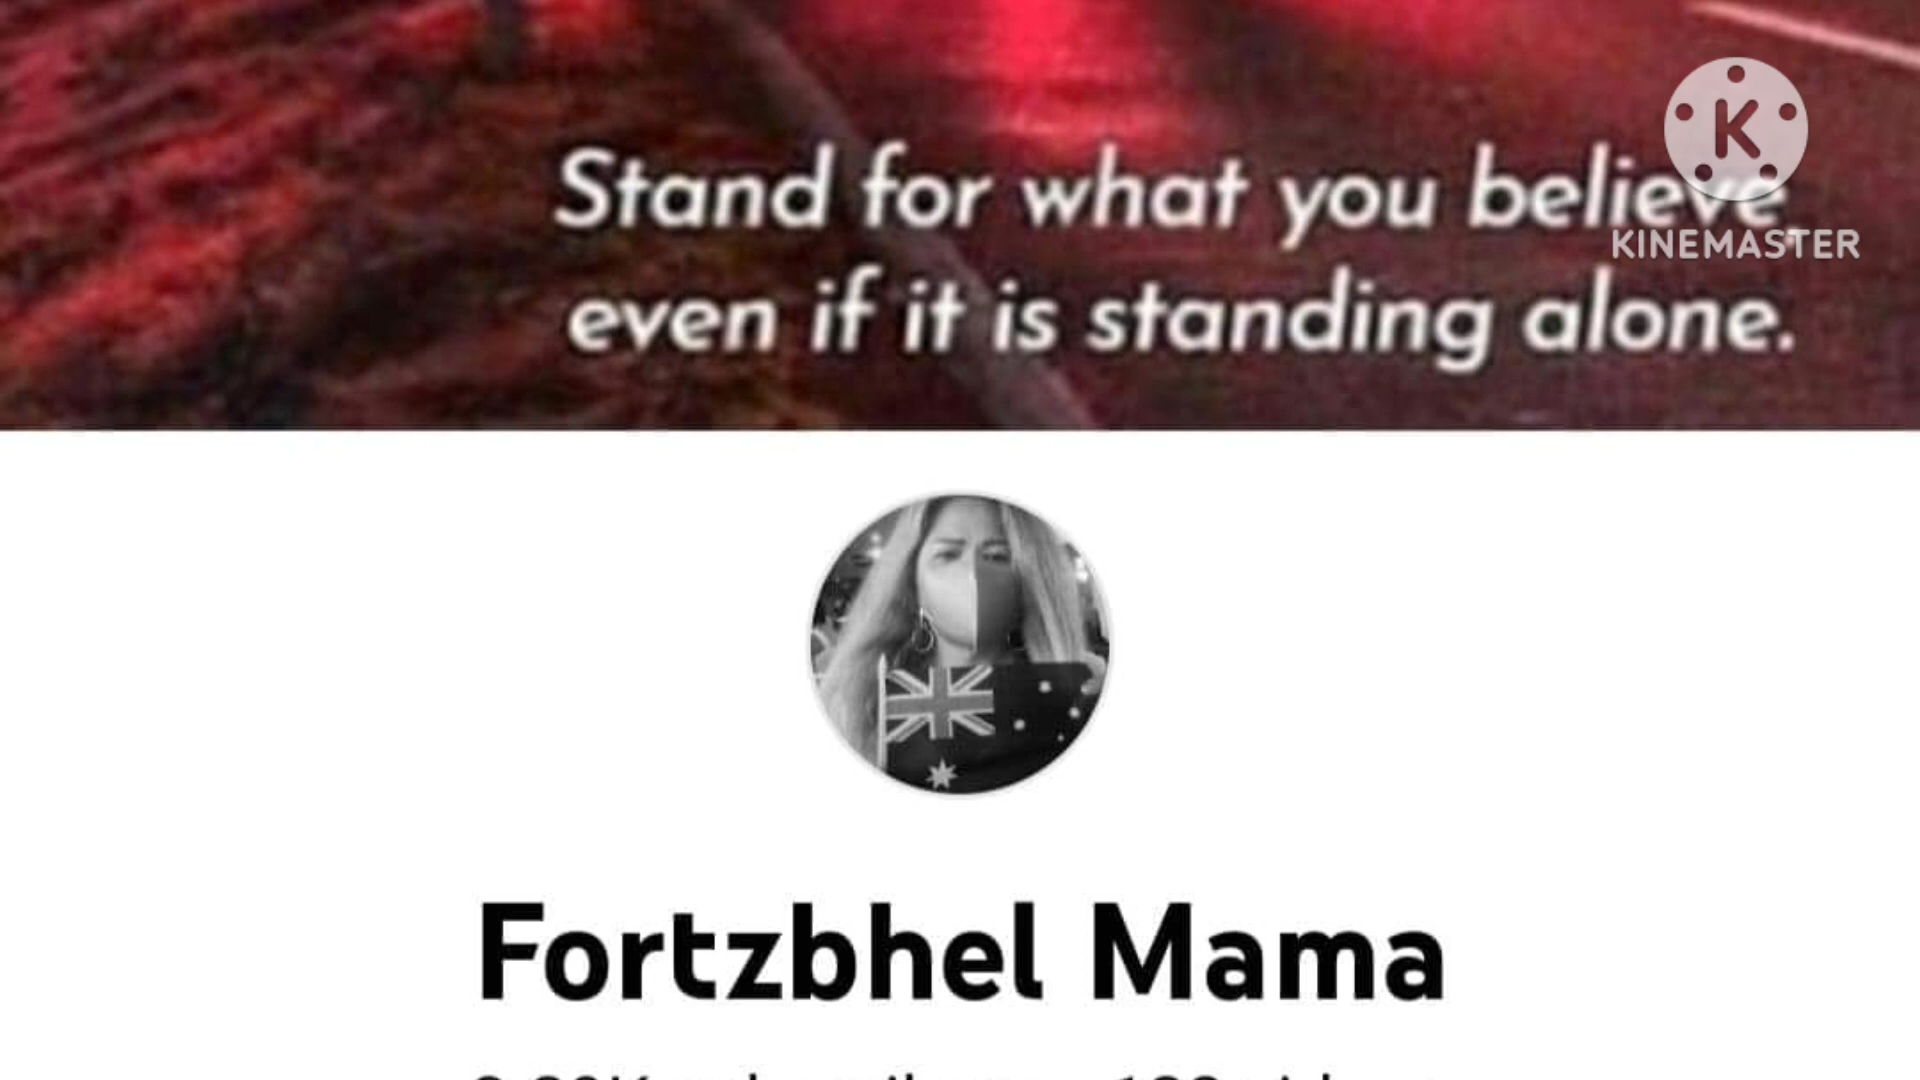 Stand for what you believe
KINEMASTER
even if it is standing alone.
Fortzbhel Mama